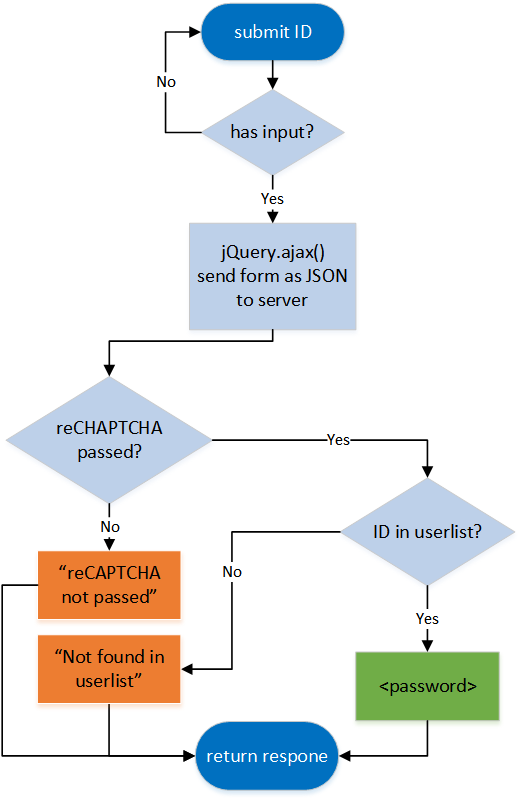 submit ID
No
has input?
Yes
jQuery.ajax()
send form as JSON
to server
reCHAPTCHA
passed?
Yes
No
ID in userlist?
“reCAPTCHA
not passed”
No
Yes
“Not found in
userlist”
<password>
return respone